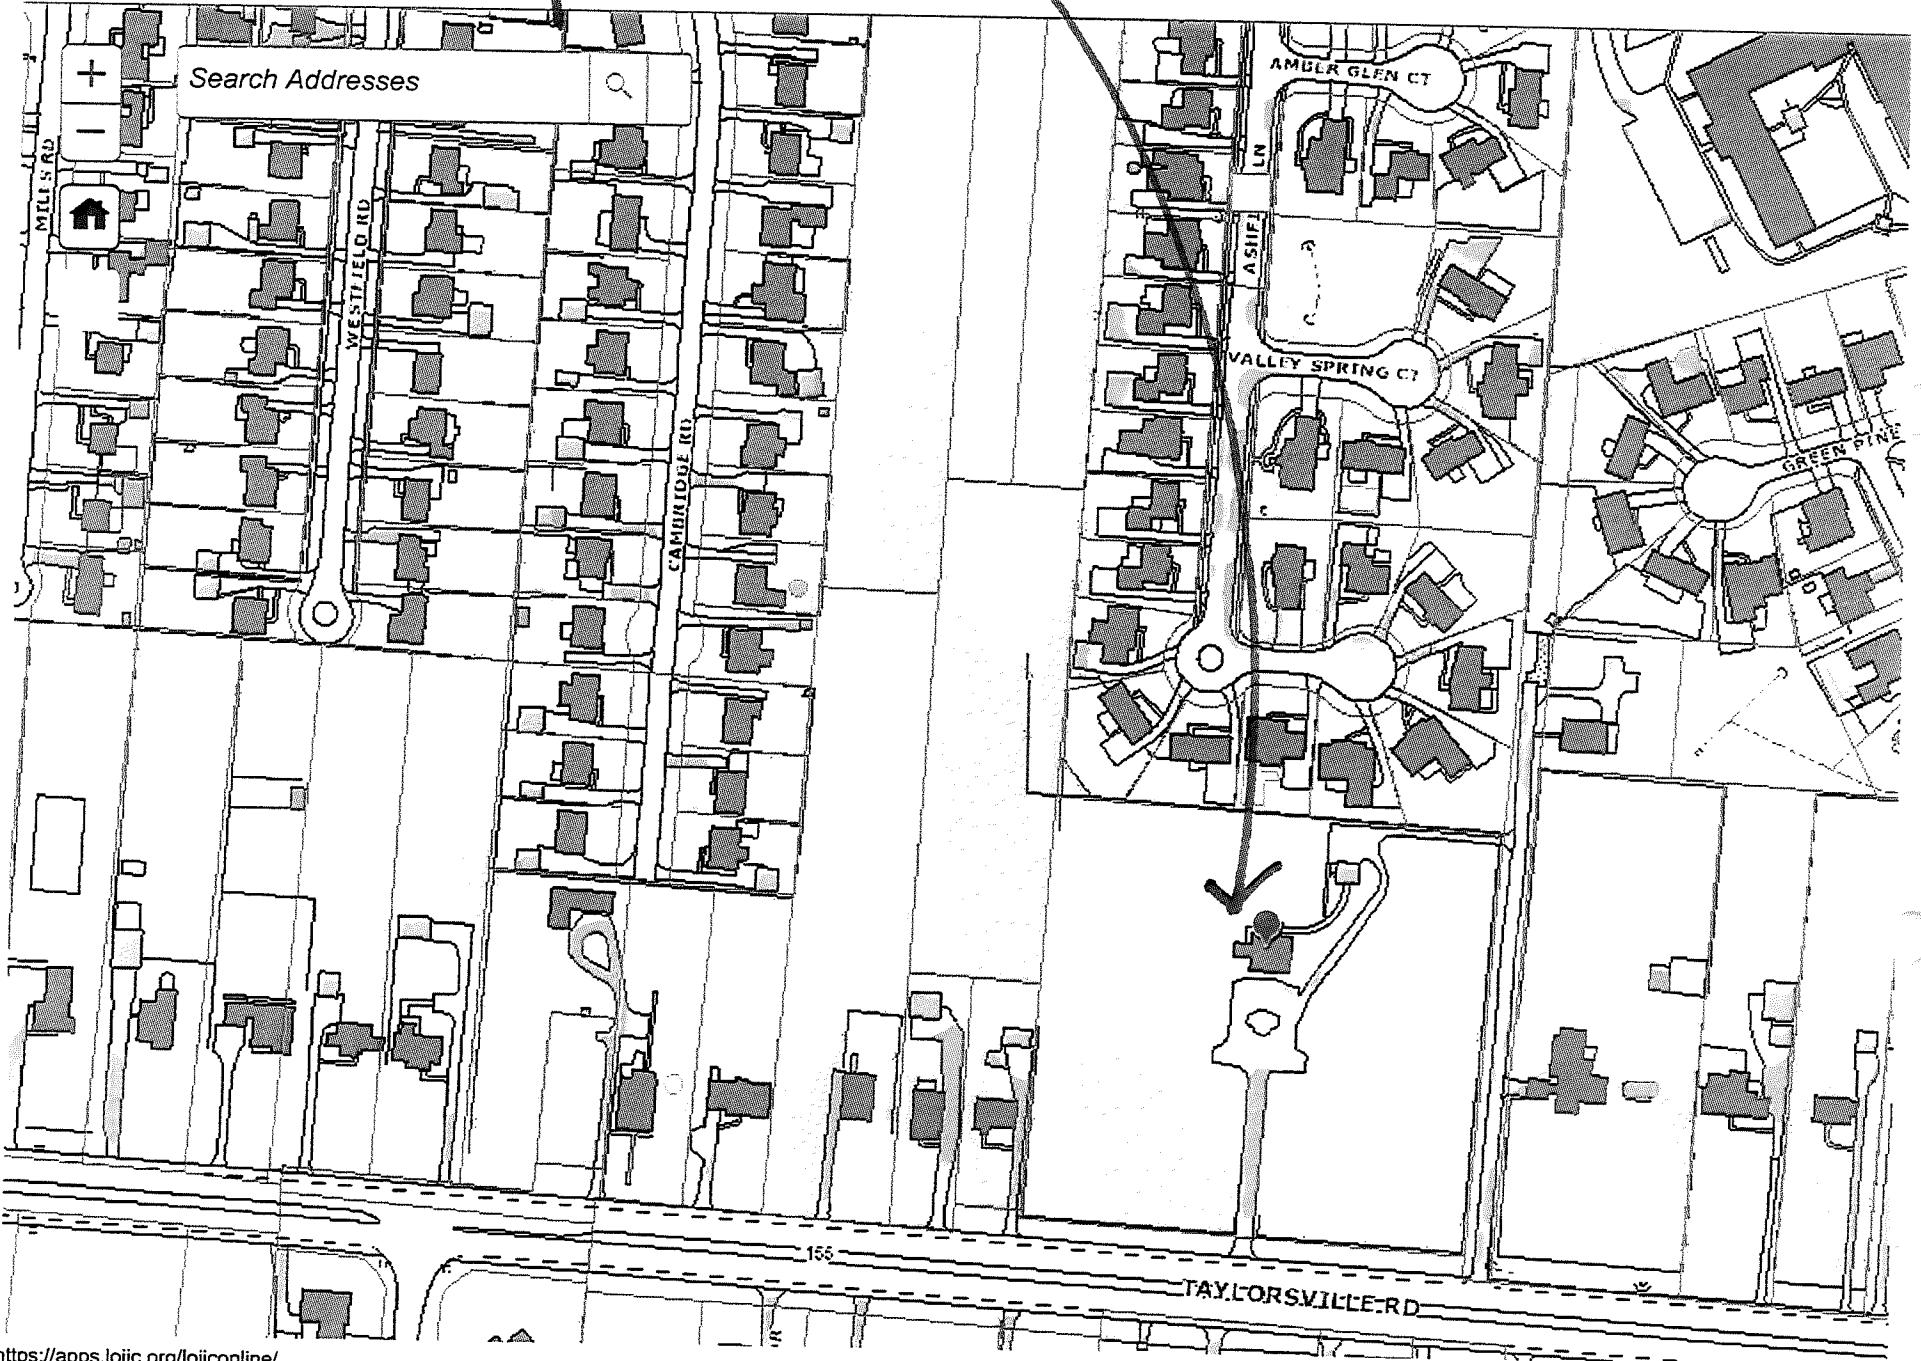 AMBER GLEN CT
+
Search Addresses
−
MILLS RD
LN
WESTFIELD RD
VALLEY SPRING CT
CAMBRIDGE RD
GREEN PINE
155
TAYLORSVILLE RD
https://apps.lojic.org/lojiconline/